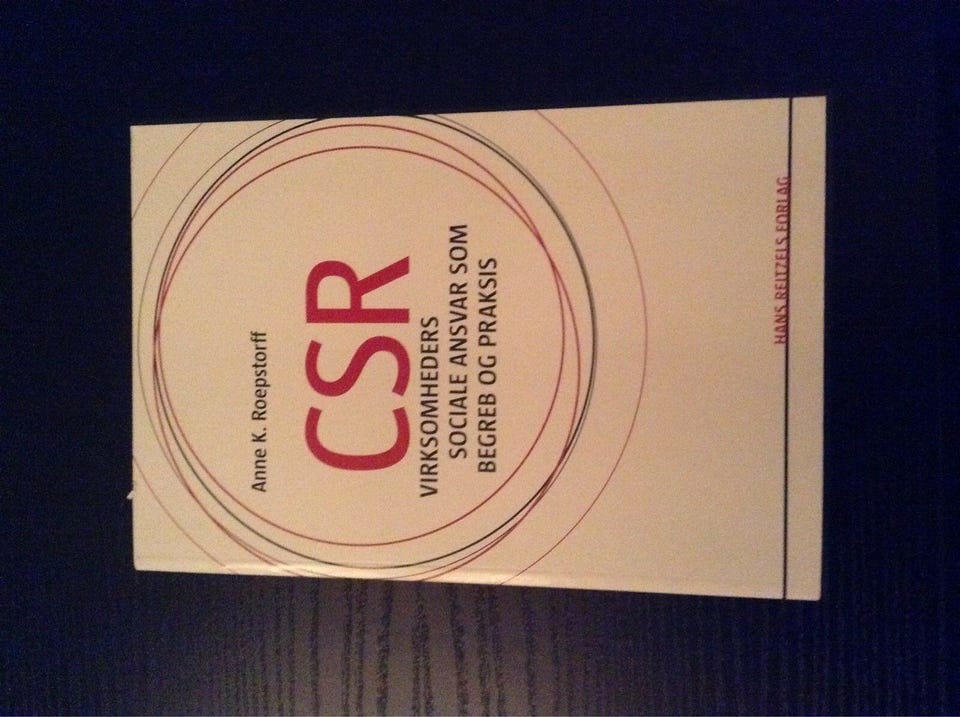 Anne K. Roepstorff
CSR
VIRKSOMHEDERS
SOCIALE ANSVAR SOM
BEGREB OG PRAKSIS
HANS REITZELS FORLAG